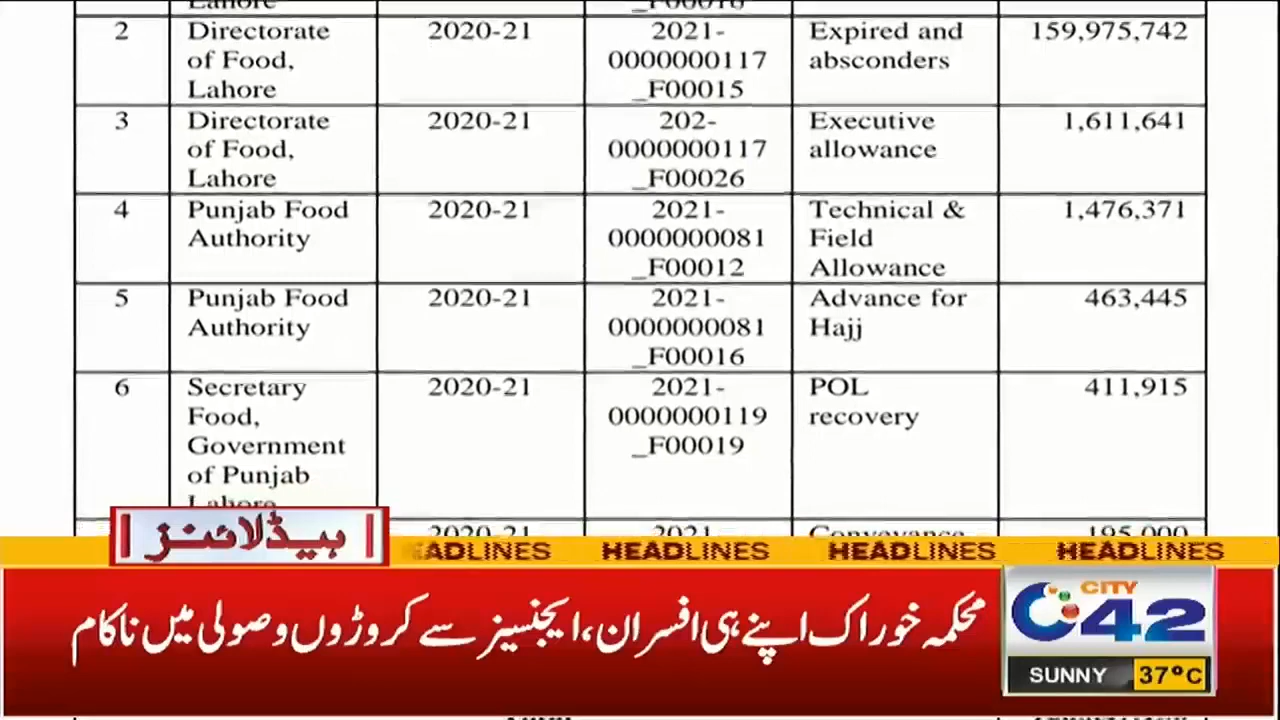 2 Directorate 2020-21 2021- Expired and 159,975,742
of Food, 0000000117 absconders
Lahore _F00015
3 Directorate 2020-21 202- Executive 1,611,641
of Food, 0000000117 allowance
Lahore _F00026
4 Punjab Food 2020-21 2021- Technical & 1,476,371
Authority 0000000081 Field
_F00012 Allowance
5 Punjab Food 2020-21 2021- Advance for 463,445
Authority 0000000081 Hajj
_F00016
6 Secretary 2020-21 2021- POL 411,915
Food, 0000000119 recovery
Government _F00019
of Punjab
Lahore
2020-21 2021- Conveyance 195,000
ہیڈلائنز
HEADLINES HEADLINES HEADLINES
محکمہ خوراک اپنے ہی افسران، ایجنسیز سے کروڑوں وصولی میں ناکام
CITY
42
SUNNY 37°C